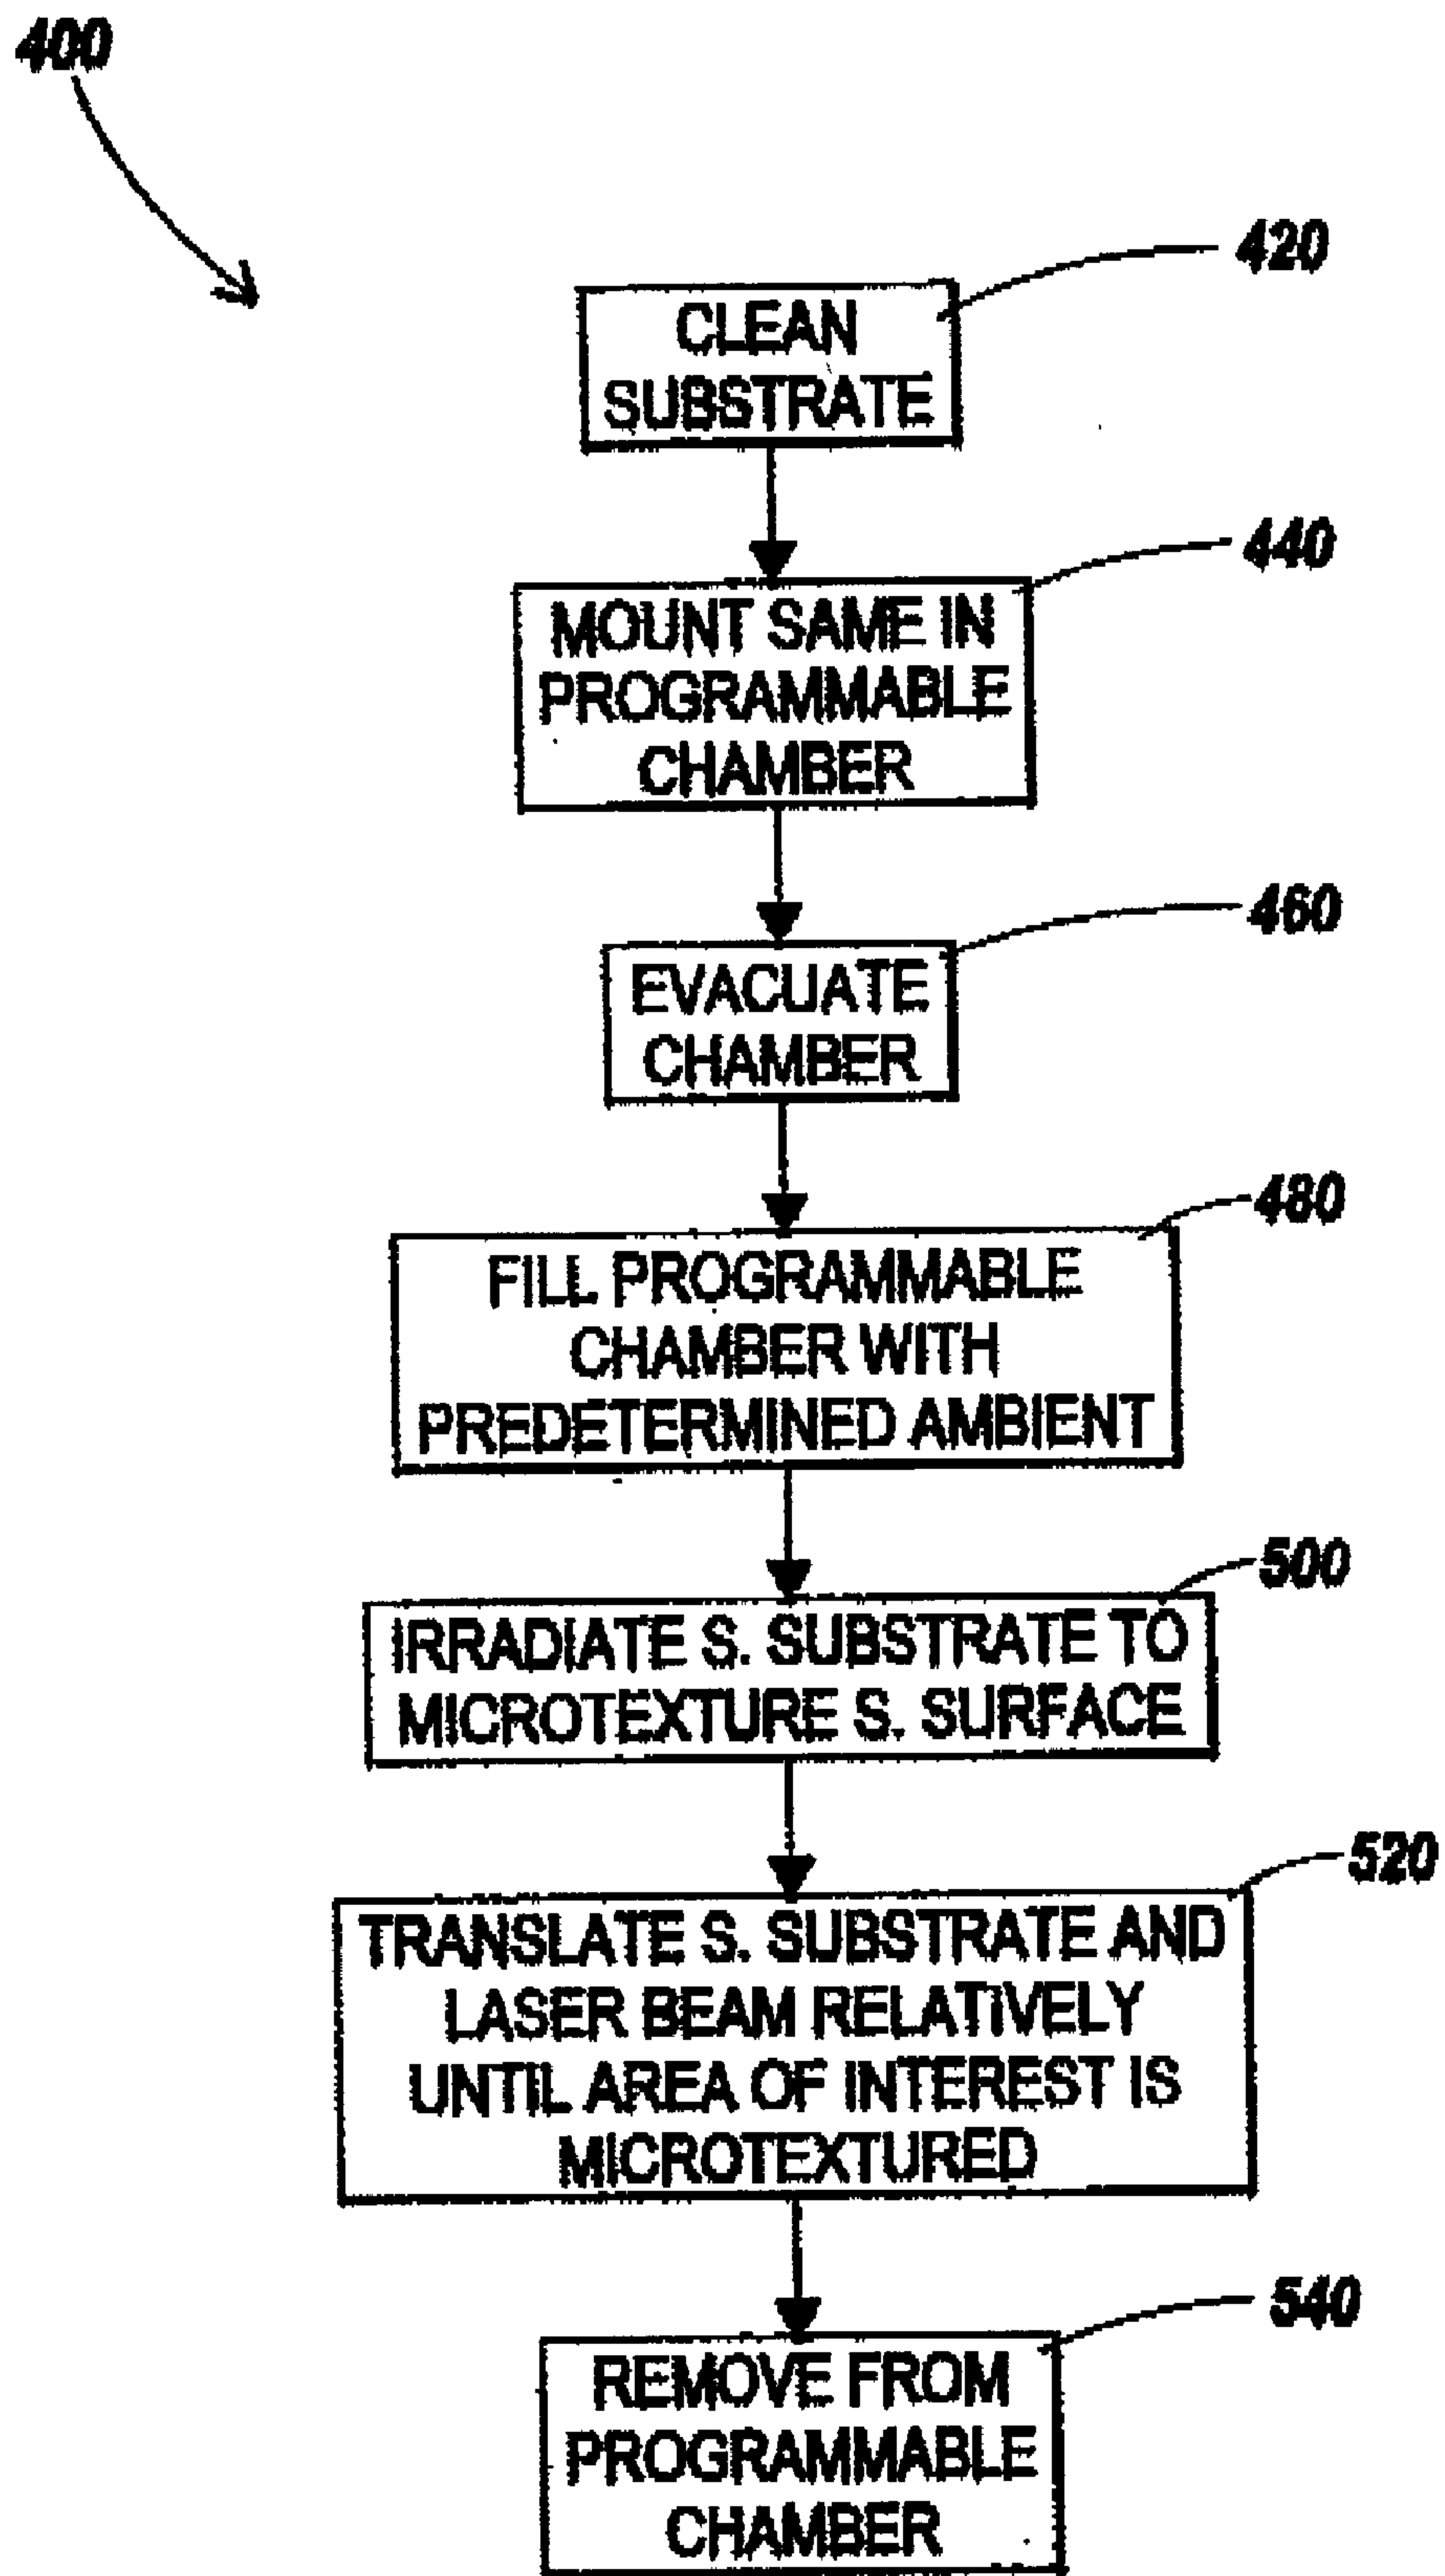 400
420
CLEAN
SUBSTRATE
440
MOUNT SAME IN
PROGRAMMABLE
CHAMBER
460
EVACUATE
CHAMBER
480
FILL PROGRAMMABLE
CHAMBER WITH
PREDETERMINED AMBIENT
500
IRRADIATE S. SUBSTRATE TO
MICROTEXTURE S. SURFACE
520
TRANSLATE S. SUBSTRATE AND
LASER BEAM RELATIVELY
UNTIL AREA OF INTEREST IS
MICROTEXTURED
540
REMOVE FROM
PROGRAMMABLE
CHAMBER